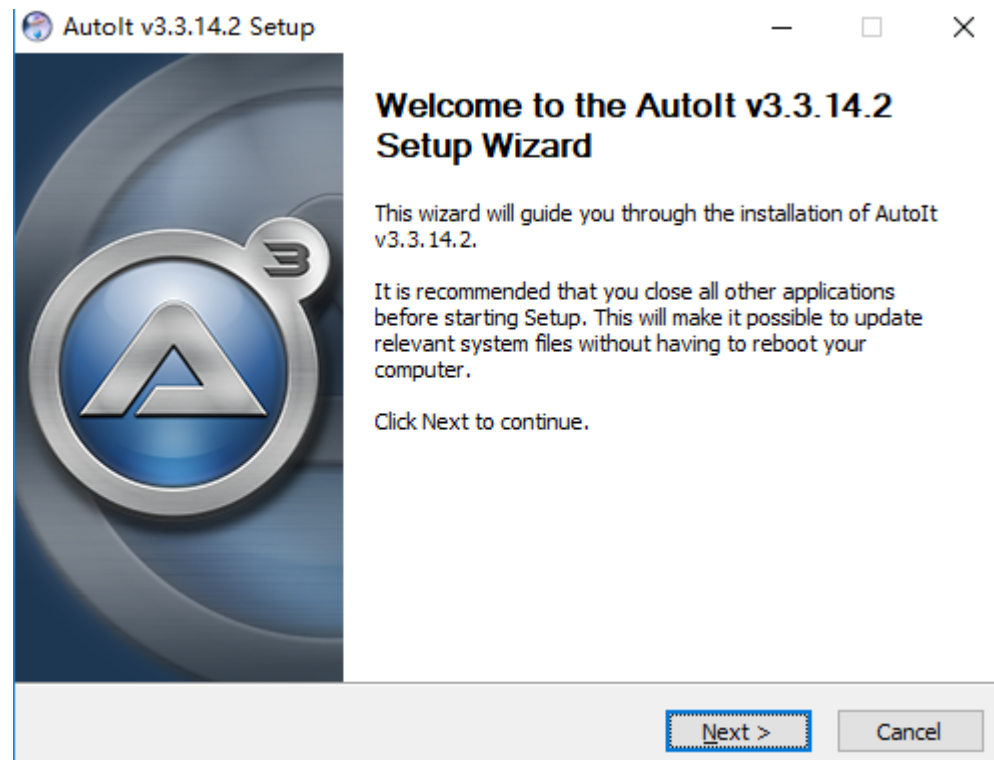 AutoIt v3.3.14.2 Setup
Welcome to the AutoIt v3.3.14.2
Setup Wizard
This wizard will guide you through the installation of AutoIt
v3.3.14.2.
It is recommended that you close all other applications
before starting Setup. This will make it possible to update
relevant system files without having to reboot your
computer.
Click Next to continue.
3
Next >
Cancel